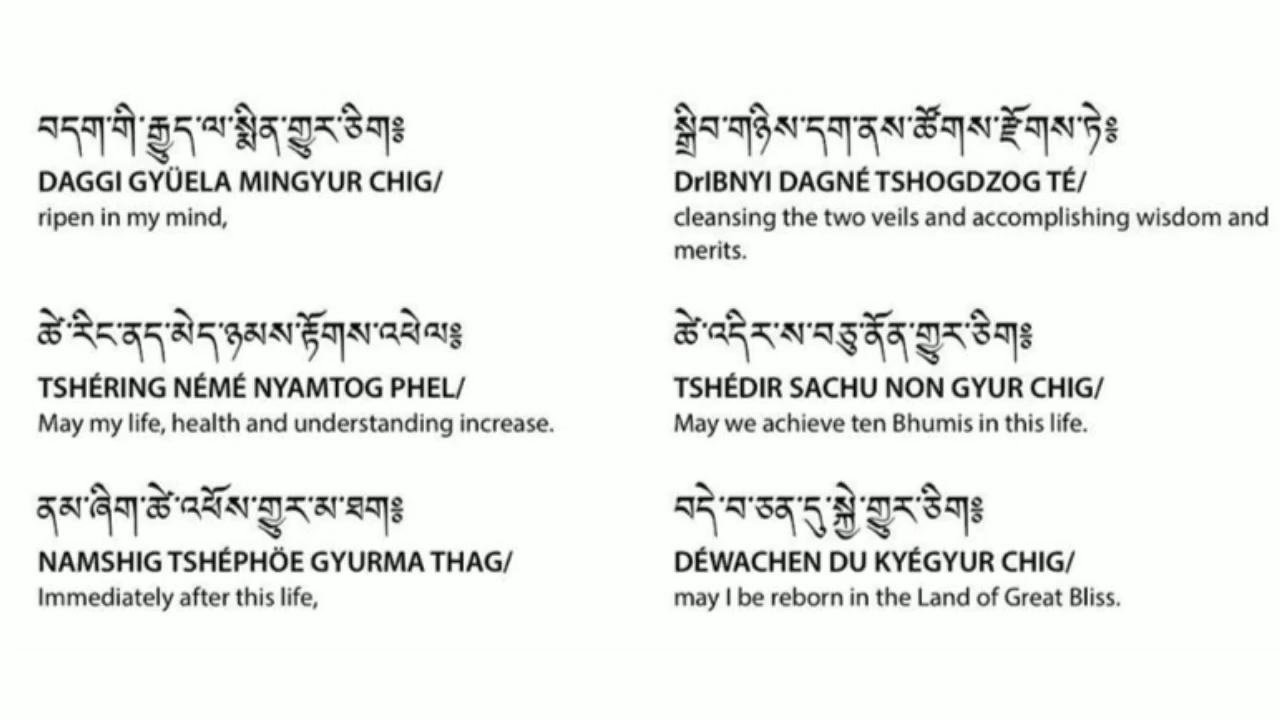 བདག་གི་རྒྱུད་ལ་སྨིན་གྱུར་ཅིག༔
DAGGI GYÜELA MINGYUR CHIG/
ripen in my mind,
སྒྲིབ་གཉིས་དག་ནས་ཚོགས་རྫོགས་ཏེ༔
DrIBNYI DAGNÉ TSHOGDZOG TÉ/
cleansing the two veils and accomplishing wisdom and
merits.
ཚེ་རིང་ནད་མེད་ཉམས་རྟོགས་འཕེལ༔
TSHÉRING NÉMÉ NYAMTOG PHEL/
May my life, health and understanding increase.
ཚེ་འདིར་ས་བཅུ་ནོན་གྱུར་ཅིག༔
TSHÉDIR SACHU NON GYUR CHIG/
May we achieve ten Bhumis in this life.
ནམ་ཞིག་ཚེ་འཕོས་གྱུར་མ་ཐག༔
NAMSHIG TSHÉPHÖE GYURMA THAG/
Immediately after this life,
བདེ་བ་ཅན་དུ་སྐྱེ་གྱུར་ཅིག༔
DÉWACHEN DU KYÉGYUR CHIG/
may I be reborn in the Land of Great Bliss.